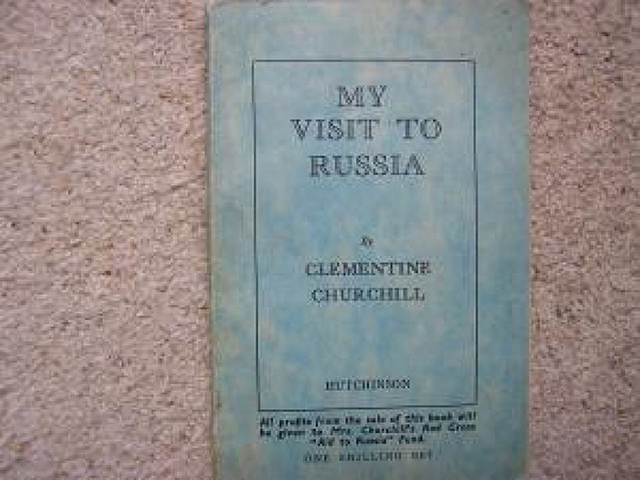 MY
VISIT TO
RUSSIA
By
CLEMENTINE
CHURCHILL
HUTCHINSON
All profits from the sale of this book will
be given to Mrs. Churchill's Red Cross
"Aid to Russia" Fund.
ONE SHILLING NET